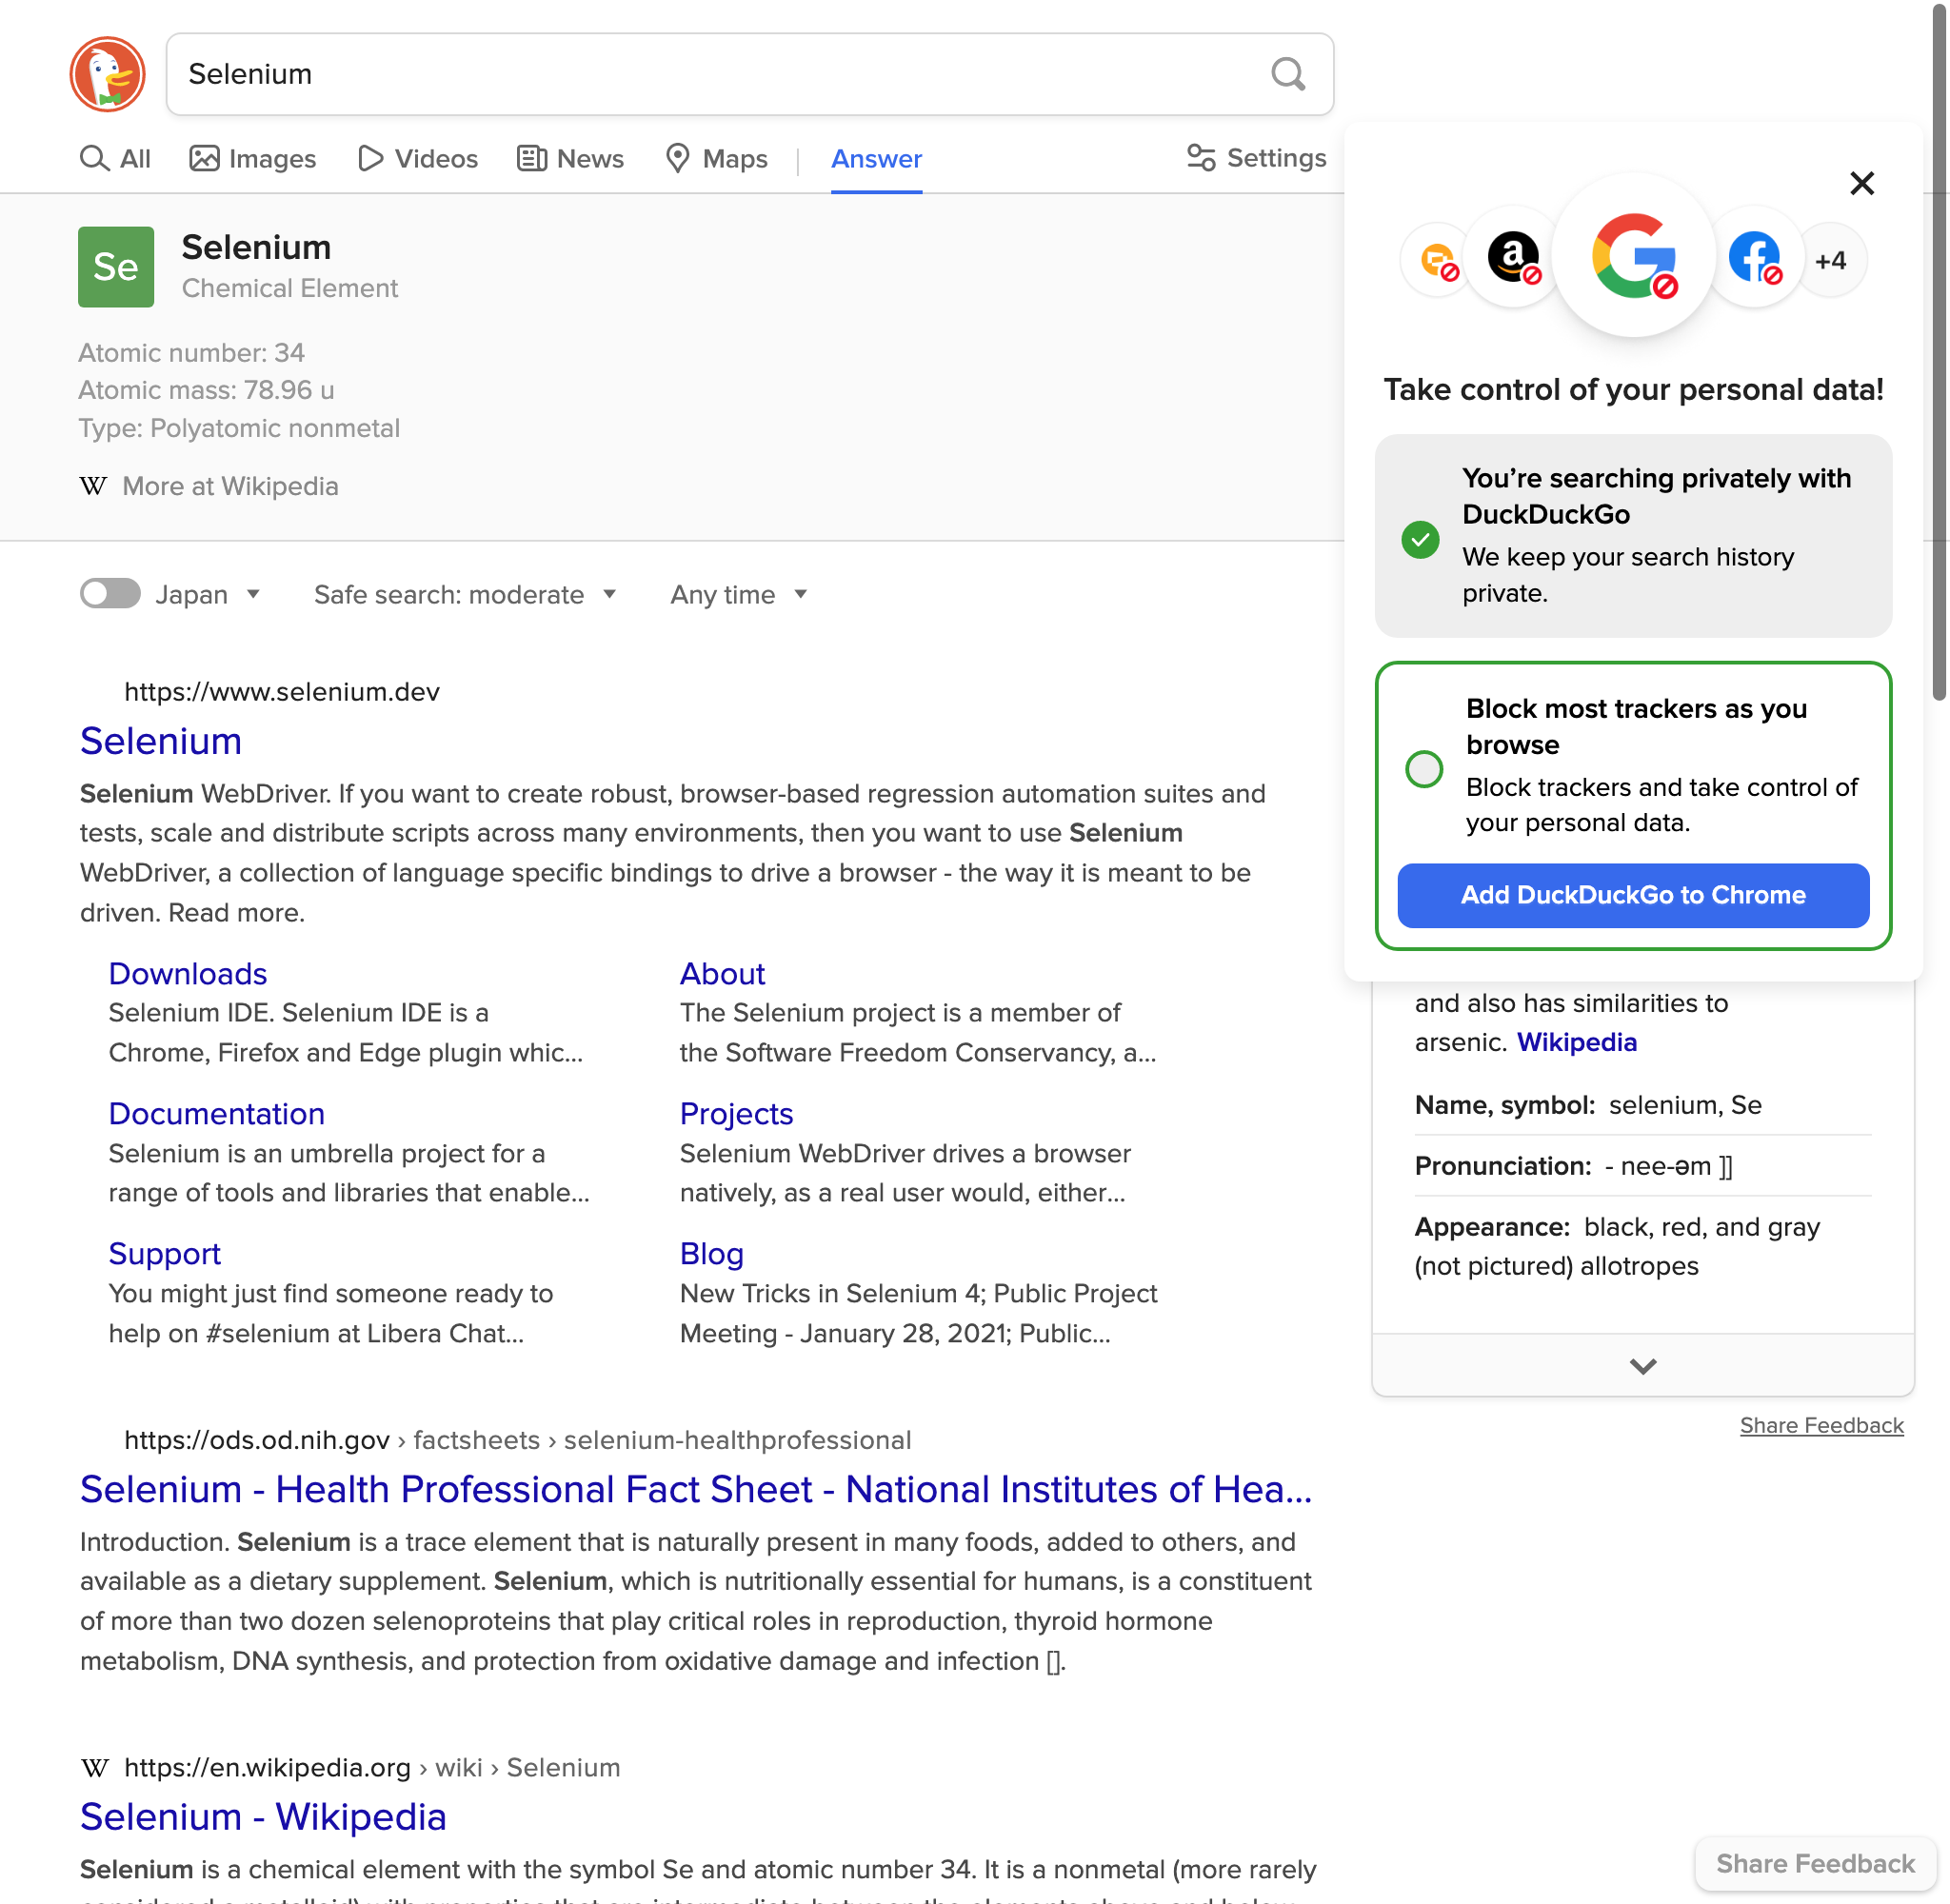 Selenium
All
Images
Videos
News
Maps
Answer
Settings
Se
Selenium
Chemical Element
Atomic number: 34
Atomic mass: 78.96 u
Type: Polyatomic nonmetal
W More at Wikipedia
Japan
Safe search: moderate
Any time
https://www.selenium.dev
Selenium
Selenium WebDriver. If you want to create robust, browser-based regression automation suites and
tests, scale and distribute scripts across many environments, then you want to use Selenium
WebDriver, a collection of language specific bindings to drive a browser - the way it is meant to be
driven. Read more.
Downloads
Selenium IDE. Selenium IDE is a
Chrome, Firefox and Edge plugin whic...
About
The Selenium project is a member of
the Software Freedom Conservancy, a...
Documentation
Selenium is an umbrella project for a
range of tools and libraries that enable...
Projects
Selenium WebDriver drives a browser
natively, as a real user would, either...
Support
You might just find someone ready to
help on #selenium at Libera Chat...
Blog
New Tricks in Selenium 4; Public Project
Meeting - January 28, 2021; Public...
https://ods.od.nih.gov › factsheets › selenium-healthprofessional
Selenium - Health Professional Fact Sheet - National Institutes of Hea...
Introduction. Selenium is a trace element that is naturally present in many foods, added to others, and
available as a dietary supplement. Selenium, which is nutritionally essential for humans, is a constituent
of more than two dozen selenoproteins that play critical roles in reproduction, thyroid hormone
metabolism, DNA synthesis, and protection from oxidative damage and infection [].
W https://en.wikipedia.org › wiki › Selenium
Selenium - Wikipedia
Selenium is a chemical element with the symbol Se and atomic number 34. It is a nonmetal (more rarely
+4
Take control of your personal data!
You're searching privately with
DuckDuckGo
We keep your search history
private.
Block most trackers as you
browse
Block trackers and take control of
your personal data.
Add DuckDuckGo to Chrome
and also has similarities to
arsenic. Wikipedia
Name, symbol: selenium, Se
Pronunciation: - nee-əm ]]
Appearance: black, red, and gray
(not pictured) allotropes
Share Feedback
Share Feedback